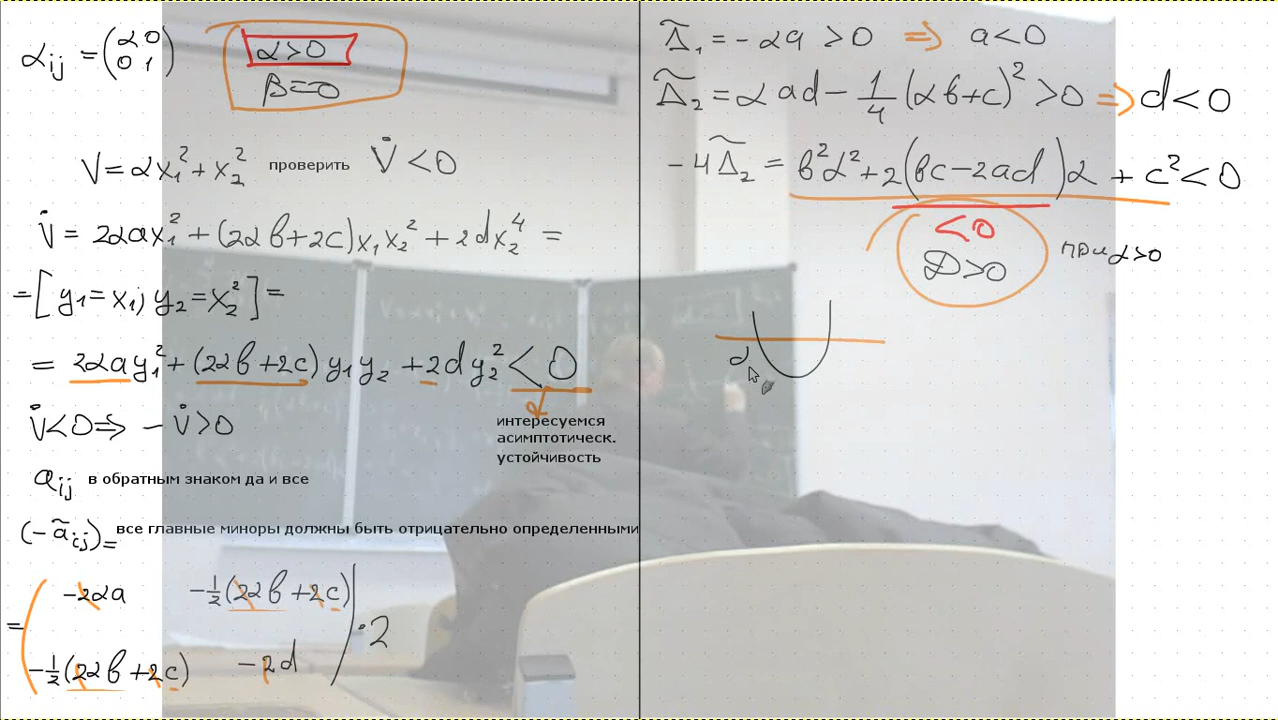 αij = (α 0
0 1)
α>0
β=0
V=αx₁²+x₂² проверить V̇<0
V̇ = 2αax₁²+(2αb+2c)x₁x₂²+2dx₂⁴ =
=[y₁=x₁; y₂=x₂²]=
= 2αay₁²+(2αb+2c)y₁y₂+2dy₂²<0
α
интересуемся
асимптотическ.
устойчивость
V̇<0⇒ -V̇>0
aij в обратным знаком да и все
(-ãij)= все главные миноры должны быть отрицательно определенными
= ( -2αa -½(2αb+2c)
-½(2αb+2c) -2d ) ·2
Δ̃₁=-αa>0 ⇒ a<0
Δ̃₂=αad-¼(αb+c)²>0 ⇒ d<0
-4Δ̃₂=b²α²+2(bc-2ad)α+c²<0
<0
D>0 при α>0
α